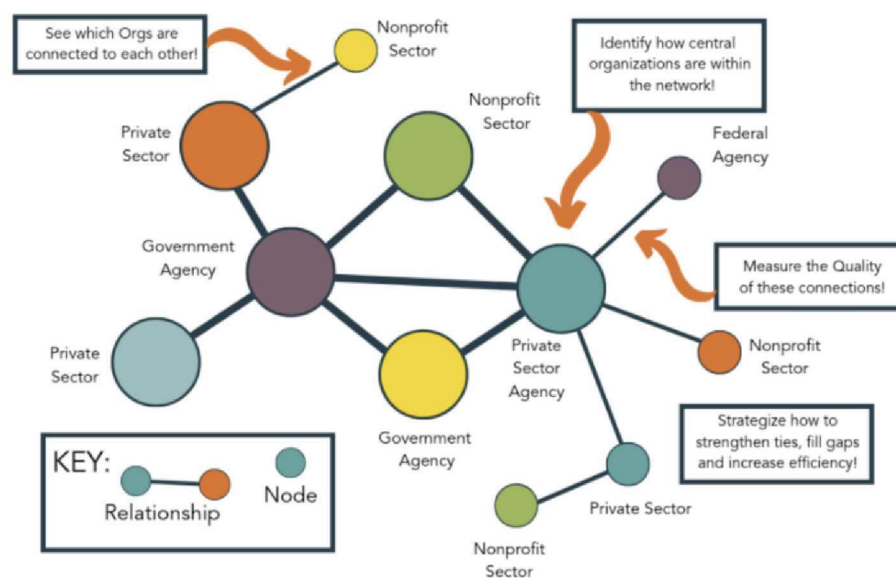 See which Orgs are
connected to each other!
Nonprofit
Sector
Identify how central
organizations are within
the network!
Nonprofit
Sector
Private
Sector
Federal
Agency
Government
Agency
Measure the Quality
of these connections!
Private
Sector
Private
Sector
Agency
Nonprofit
Sector
Government
Agency
Strategize how to
strengthen ties, fill gaps
and increase efficiency!
KEY:
Relationship
Node
Private Sector
Nonprofit
Sector